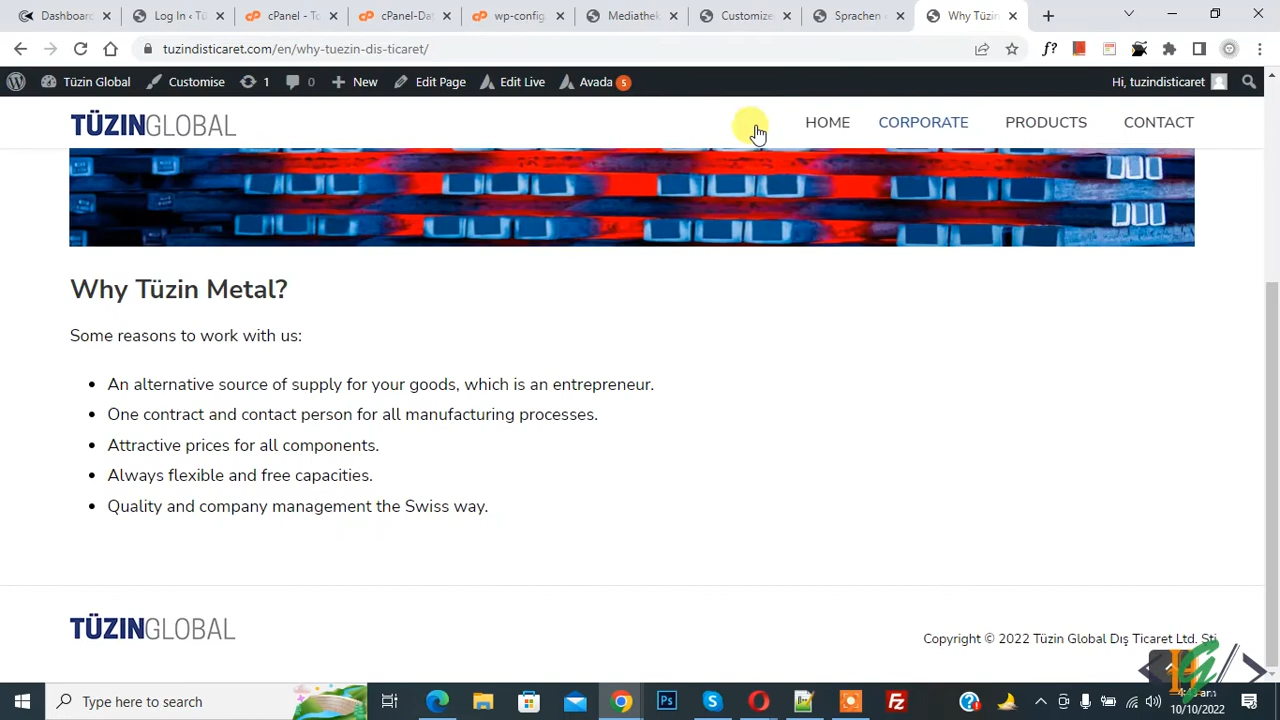 Dashboard
Log In ‹ Tü
cPanel - To
cPanel-Da
wp-config
Mediathek
Customize
Sprachen ‹
Why Tüzin
tuzindisticaret.com/en/why-tuezin-dis-ticaret/
Tüzin Global
Customise
1
0
New
Edit Page
Edit Live
Avada
5
Hi, tuzindisticaret
TÜZINGLOBAL
HOME
CORPORATE
PRODUCTS
CONTACT
Why Tüzin Metal?
Some reasons to work with us:
• An alternative source of supply for your goods, which is an entrepreneur.
• One contract and contact person for all manufacturing processes.
• Attractive prices for all components.
• Always flexible and free capacities.
• Quality and company management the Swiss way.
TÜZINGLOBAL
Copyright © 2022 Tüzin Global Dış Ticaret Ltd. Şti.
Type here to search
10/10/2022